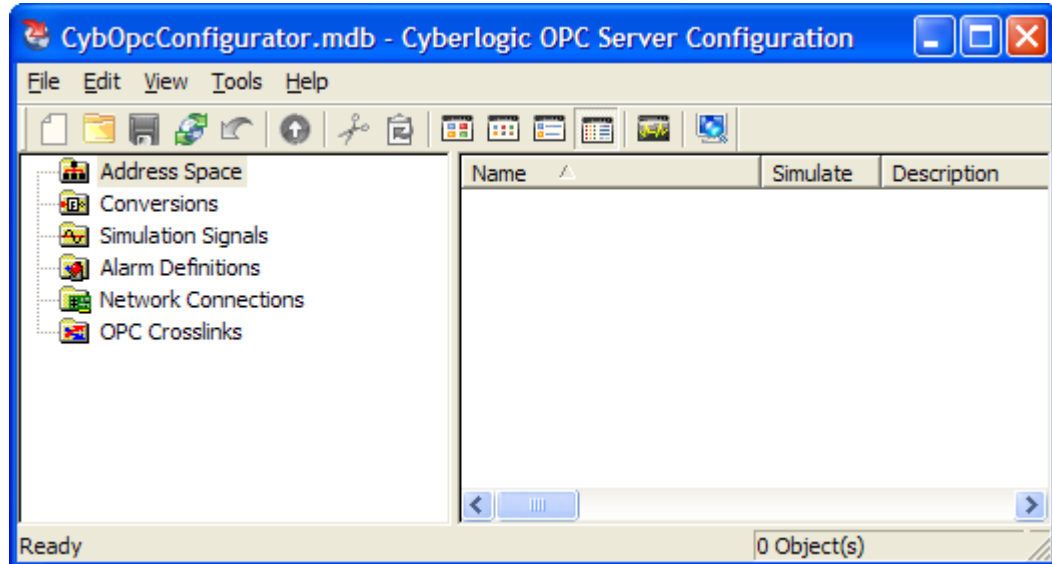 CybOpcConfigurator.mdb - Cyberlogic OPC Server Configuration
File Edit View Tools Help
Name Simulate Description
Address Space
Conversions
Simulation Signals
Alarm Definitions
Network Connections
OPC Crosslinks
Ready 0 Object(s)